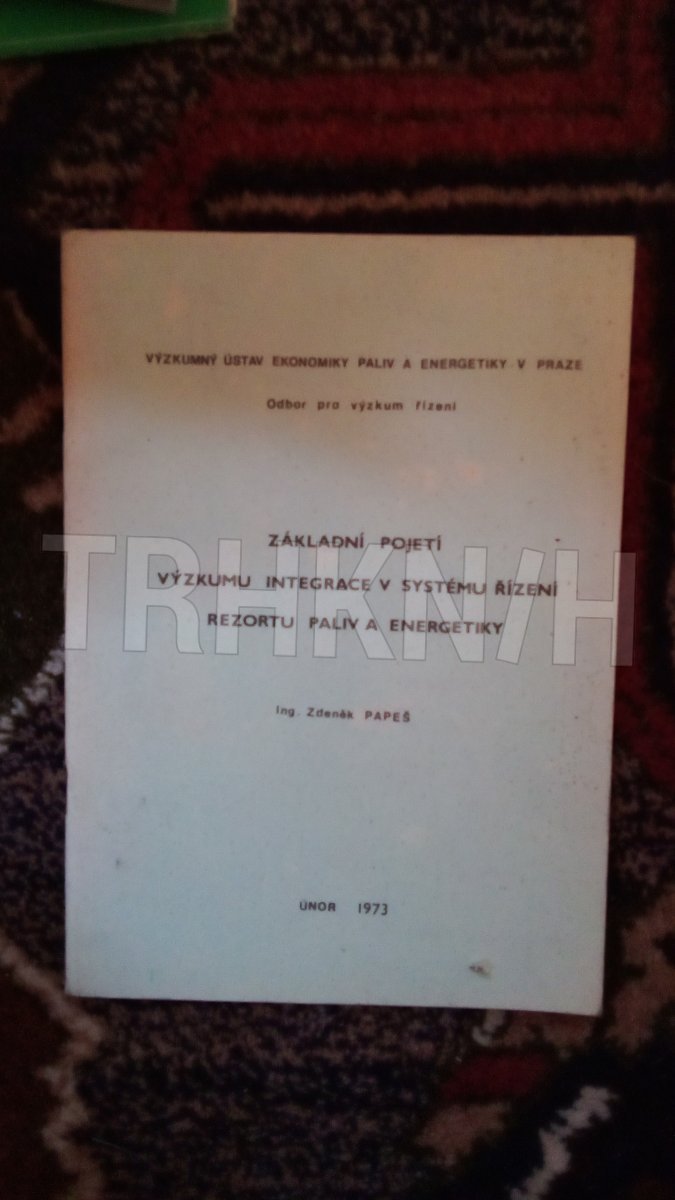 VÝZKUMNÝ ÚSTAV EKONOMIKY PALIV A ENERGETIKY V PRAZE
Odbor pro výzkum řízení
ZÁKLADNÍ POJETÍ
VÝZKUMU INTEGRACE V SYSTÉMU ŘÍZENÍ
REZORTU PALIV A ENERGETIKY
TRHKNIH
Ing. Zdeněk PAPEŠ
ÚNOR 1973